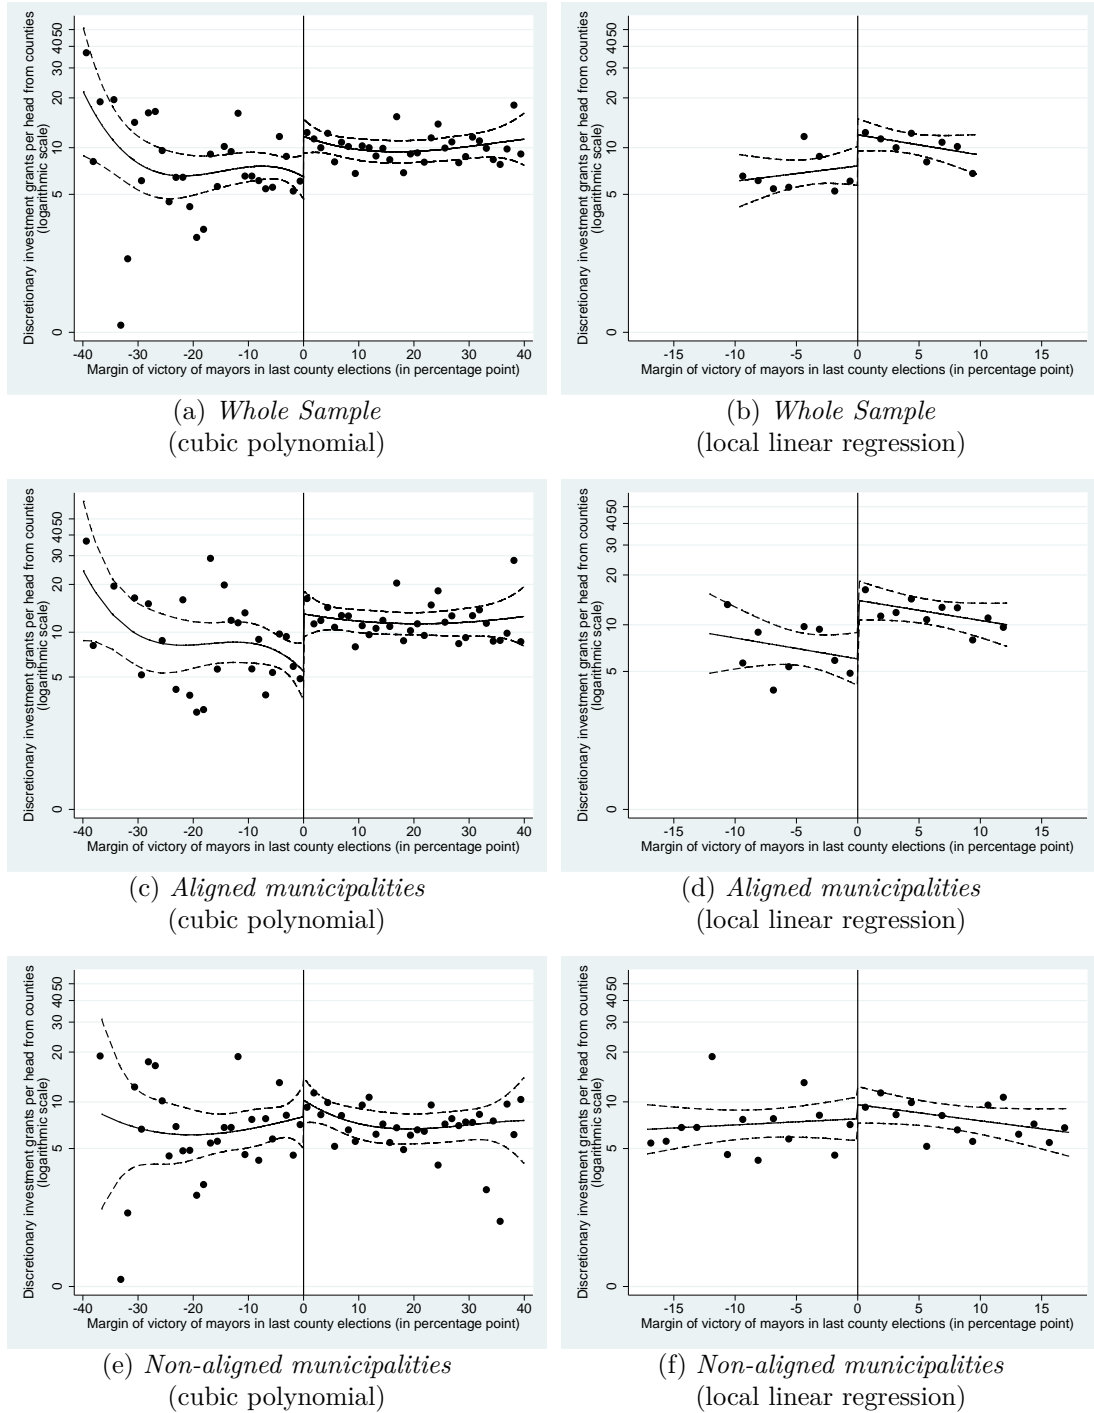 Discretionary investment grants per head from counties
(logarithmic scale)
0 5 10 20 30 40 50
-40 -30 -20 -10 0 10 20 30 40
Margin of victory of mayors in last county elections (in percentage point)
(a) Whole Sample
(cubic polynomial)
Discretionary investment grants per head from counties
(logarithmic scale)
0 5 10 20 30 40 50
-15 -10 -5 0 5 10 15
Margin of victory of mayors in last county elections (in percentage point)
(b) Whole Sample
(local linear regression)
Discretionary investment grants per head from counties
(logarithmic scale)
0 5 10 20 30 40 50
-40 -30 -20 -10 0 10 20 30 40
Margin of victory of mayors in last county elections (in percentage point)
(c) Aligned municipalities
(cubic polynomial)
Discretionary investment grants per head from counties
(logarithmic scale)
0 5 10 20 30 40 50
-15 -10 -5 0 5 10 15
Margin of victory of mayors in last county elections (in percentage point)
(d) Aligned municipalities
(local linear regression)
Discretionary investment grants per head from counties
(logarithmic scale)
0 5 10 20 30 40 50
-40 -30 -20 -10 0 10 20 30 40
Margin of victory of mayors in last county elections (in percentage point)
(e) Non-aligned municipalities
(cubic polynomial)
Discretionary investment grants per head from counties
(logarithmic scale)
0 5 10 20 30 40 50
-15 -10 -5 0 5 10 15
Margin of victory of mayors in last county elections (in percentage point)
(f) Non-aligned municipalities
(local linear regression)